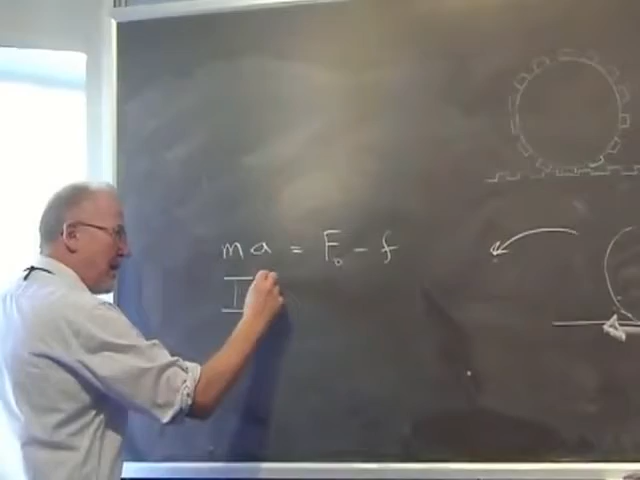 ma = F₀ - f
I